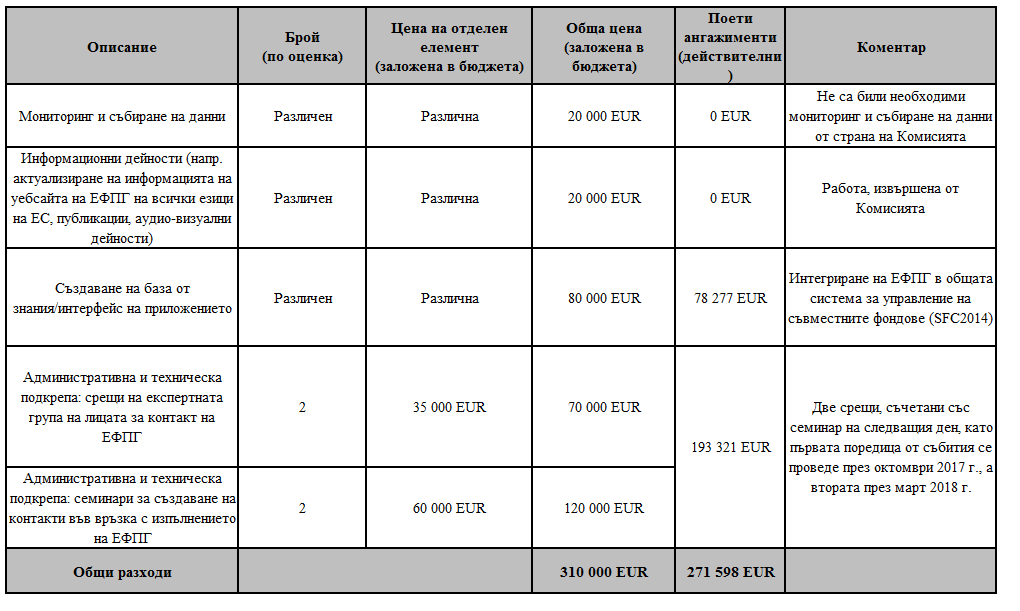 Описание
Брой
(по оценка)
Цена на отделен
елемент
(заложена в бюджета)
Обща цена
(заложена в
бюджета)
Поети
ангажименти
(действителни
)
Коментар
Мониторинг и събиране на данни
Различен
Различна
20 000 EUR
0 EUR
Не са били необходими
мониторинг и събиране на данни
от страна на Комисията
Информационни дейности (напр.
актуализиране на информацията на
уебсайта на ЕФПГ на всички езици
на ЕС, публикации, аудио-визуални
дейности)
Различен
Различна
20 000 EUR
0 EUR
Работа, извършена от
Комисията
Създаване на база от
знания/интерфейс на приложението
Различен
Различна
80 000 EUR
78 277 EUR
Интегриране на ЕФПГ в общата
система за управление на
съвместните фондове (SFC2014)
Административна и техническа
подкрепа: срещи на експертната
група на лицата за контакт на
ЕФПГ
2
35 000 EUR
70 000 EUR
193 321 EUR
Две срещи, съчетани със
семинар на следващия ден, като
първата поредица от събития се
проведе през октомври 2017 г., а
втората през март 2018 г.
Административна и техническа
подкрепа: семинари за създаване на
контакти във връзка с изпълнението
на ЕФПГ
2
60 000 EUR
120 000 EUR
Общи разходи
310 000 EUR
271 598 EUR